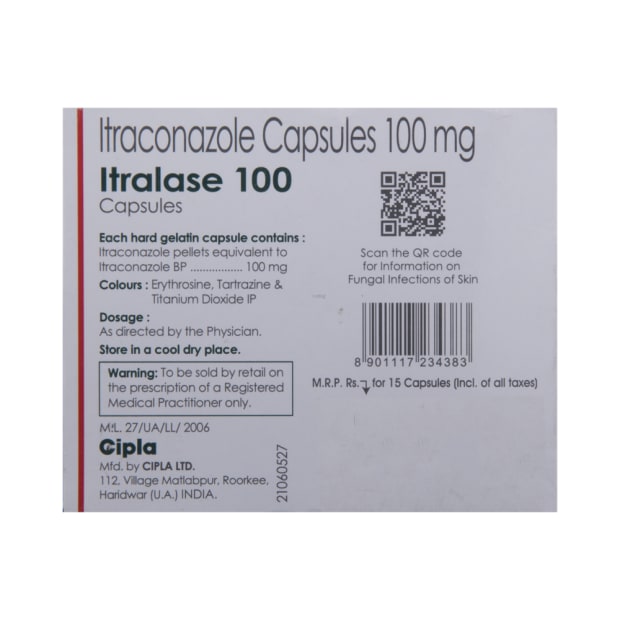 Itraconazole Capsules 100 mg
Itralase 100
Capsules
Each hard gelatin capsule contains :
Itraconazole pellets equivalent to
Itraconazole BP ................. 100 mg
Colours : Erythrosine, Tartrazine &
Titanium Dioxide IP
Dosage :
As directed by the Physician.
Store in a cool dry place.
Warning: To be sold by retail on
the prescription of a Registered
Medical Practitioner only.
M.L. 27/UA/LL/ 2006
Cipla
Mfd. by CIPLA LTD.
112, Village Matlabpur, Roorkee,
Haridwar (U.A.) INDIA.
21060527
Scan the QR code
for Information on
Fungal Infections of Skin
8 901117 234383
M.R.P. Rs. for 15 Capsules (Incl. of all taxes)